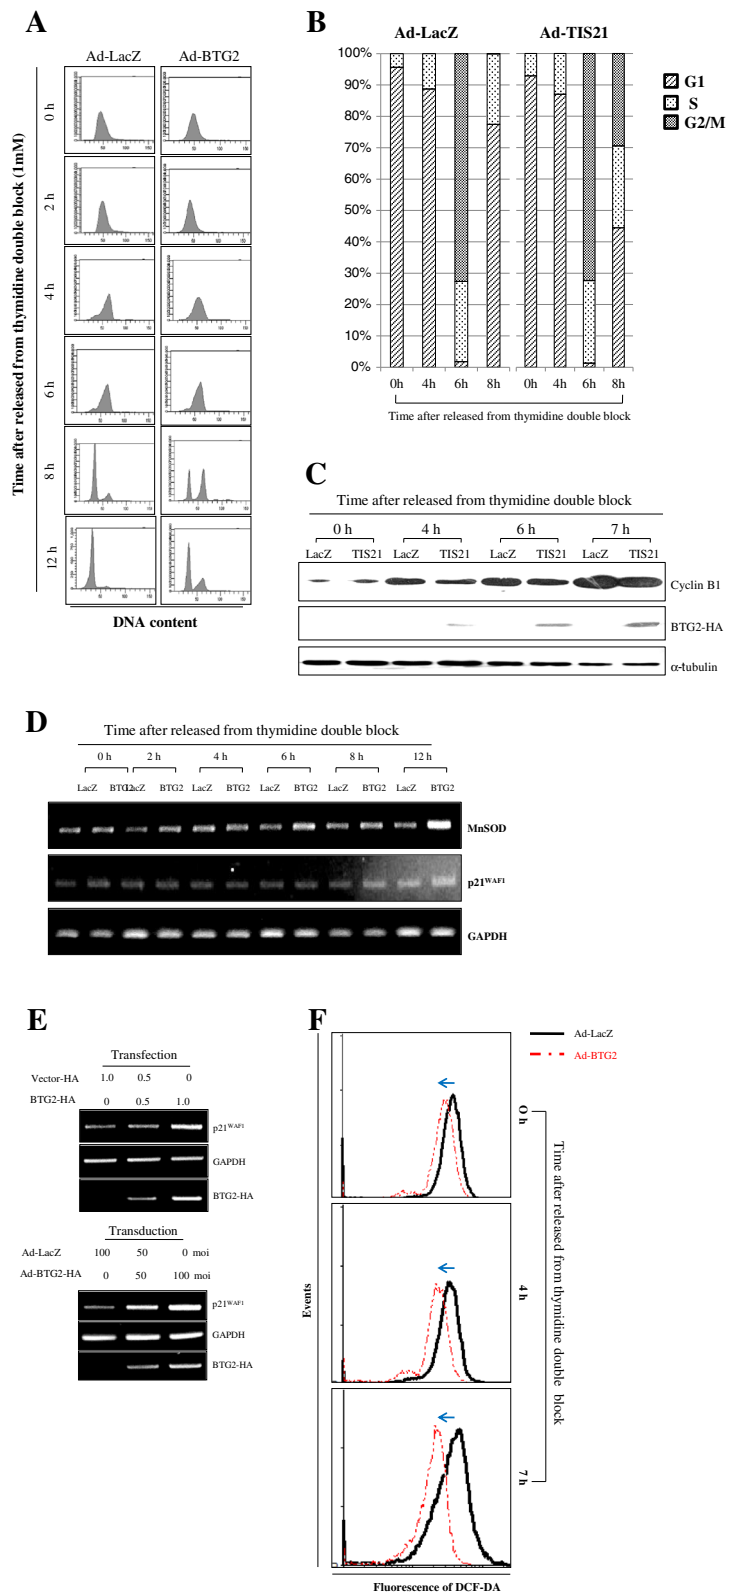 A
Ad-LacZ Ad-BTG2
Time after released from thymidine double block (1mM)
0 h
2 h
4 h
6 h
8 h
12 h
DNA content
B
Ad-LacZ Ad-TIS21
100%
90%
80%
70%
60%
50%
40%
30%
20%
10%
0%
0h 4h 6h 8h 0h 4h 6h 8h
Time after released from thymidine double block
G1
S
G2/M
C
Time after released from thymidine double block
0 h 4 h 6 h 7 h
LacZ TIS21 LacZ TIS21 LacZ TIS21 LacZ TIS21
Cyclin B1
BTG2-HA
α-tubulin
D
Time after released from thymidine double block
0 h 2 h 4 h 6 h 8 h 12 h
LacZ BTG2 LacZ BTG2 LacZ BTG2 LacZ BTG2 LacZ BTG2 LacZ BTG2
MnSOD
p21WAF1
GAPDH
E
Transfection
Vector-HA 1.0 0.5 0
BTG2-HA 0 0.5 1.0
p21WAF1
GAPDH
BTG2-HA
Transduction
Ad-LacZ 100 50 0 moi
Ad-BTG2-HA 0 50 100 moi
p21WAF1
GAPDH
BTG2-HA
F
Ad-LacZ
Ad-BTG2
Events
O h
4 h
7 h
Time after released from thymidine double block
Fluorescence of DCF-DA